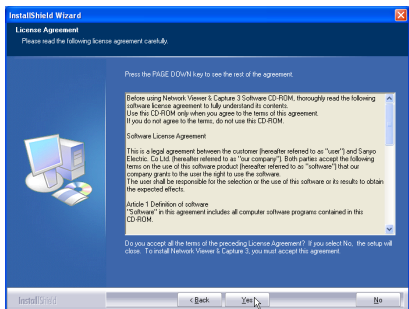 InstallShield Wizard
License Agreement
Please read the following license agreement carefully.
Press the PAGE DOWN key to see the rest of the agreement.
Before using Network Viewer & Capture 3 Software CD-ROM, thoroughly read the following
software license agreement to fully understand its contents.
Use this CD-ROM only when you agree to the terms of this agreement.
If you do not agree to the terms, do not use this CD-ROM.
Software License Agreement
This is a legal agreement between the customer (hereafter referred to as "user") and Sanyo
Electric. Co Ltd. (hereafter referred to as "our company"). Both parties accept the following
terms on the use of this software product (hereafter referred to as "software") that our
company grants to the user the right to use the software.
The user shall be responsible for the selection or the use of this software or its results to obtain
the expected effects.
Article 1 Definition of software
"Software" in this agreement includes all computer software programs contained in this
CD-ROM.
Do you accept all the terms of the preceding License Agreement? If you select No, the setup will
close. To install Network Viewer & Capture 3, you must accept this agreement.
InstallShield
< Back
Yes
No